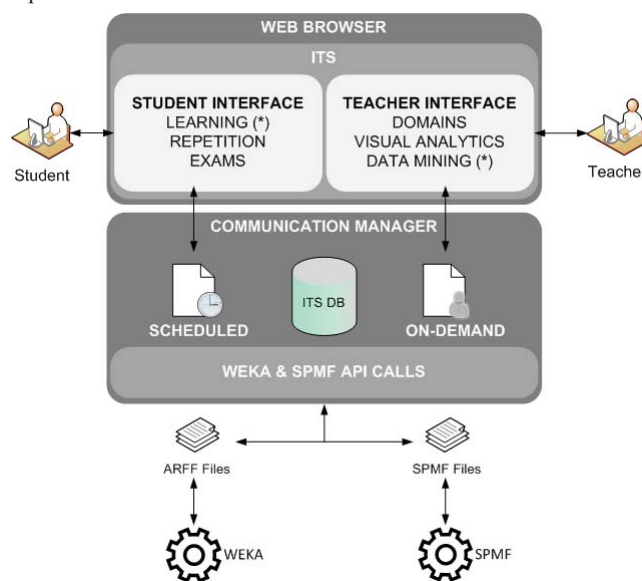 WEB BROWSER
ITS
STUDENT INTERFACE
LEARNING (*)
REPETITION
EXAMS
TEACHER INTERFACE
DOMAINS
VISUAL ANALYTICS
DATA MINING (*)
Student
Teacher
COMMUNICATION MANAGER
SCHEDULED
ITS DB
ON-DEMAND
WEKA & SPMF API CALLS
ARFF Files
SPMF Files
WEKA
SPMF